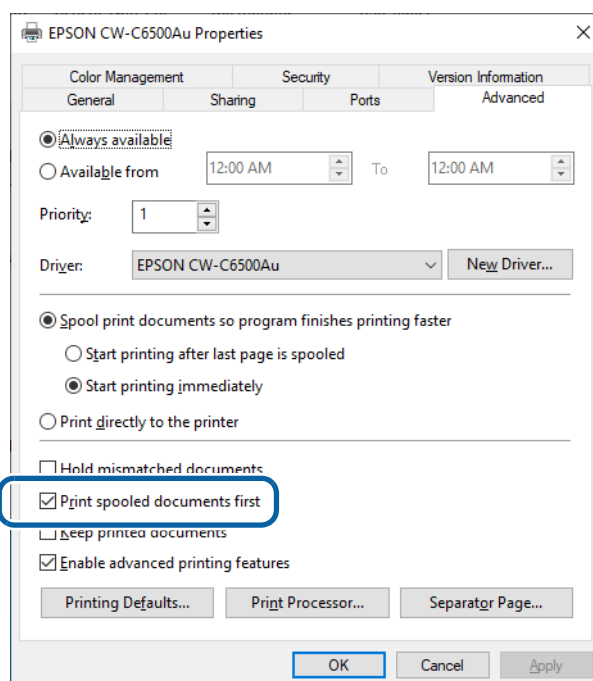 EPSON CW-C6500Au Properties
Color Management Security Version Information
General Sharing Ports Advanced
Always available
Available from 12:00 AM To 12:00 AM
Priority: 1
Driver: EPSON CW-C6500Au New Driver...
Spool print documents so program finishes printing faster
Start printing after last page is spooled
Start printing immediately
Print directly to the printer
Hold mismatched documents
Print spooled documents first
Keep printed documents
Enable advanced printing features
Printing Defaults... Print Processor... Separator Page...
OK Cancel Apply